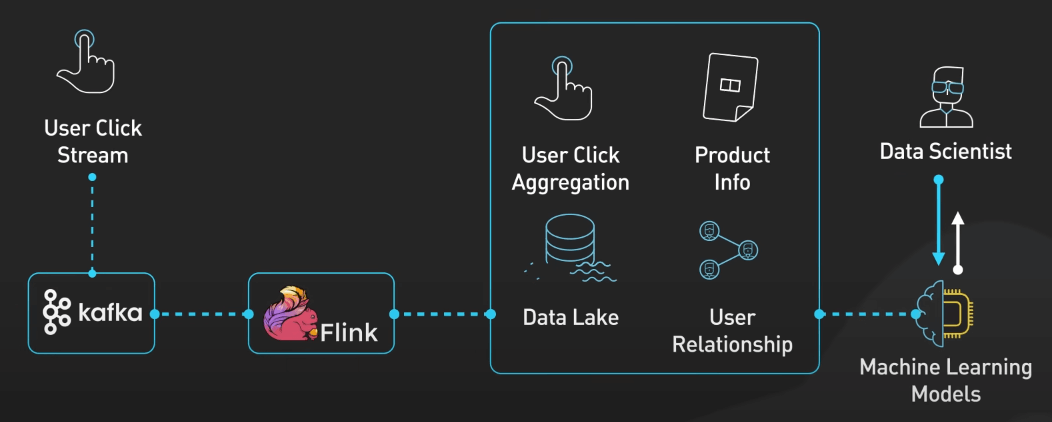 User Click
Stream
kafka
Flink
User Click
Aggregation
Product
Info
Data Lake
User
Relationship
Data Scientist
Machine Learning
Models